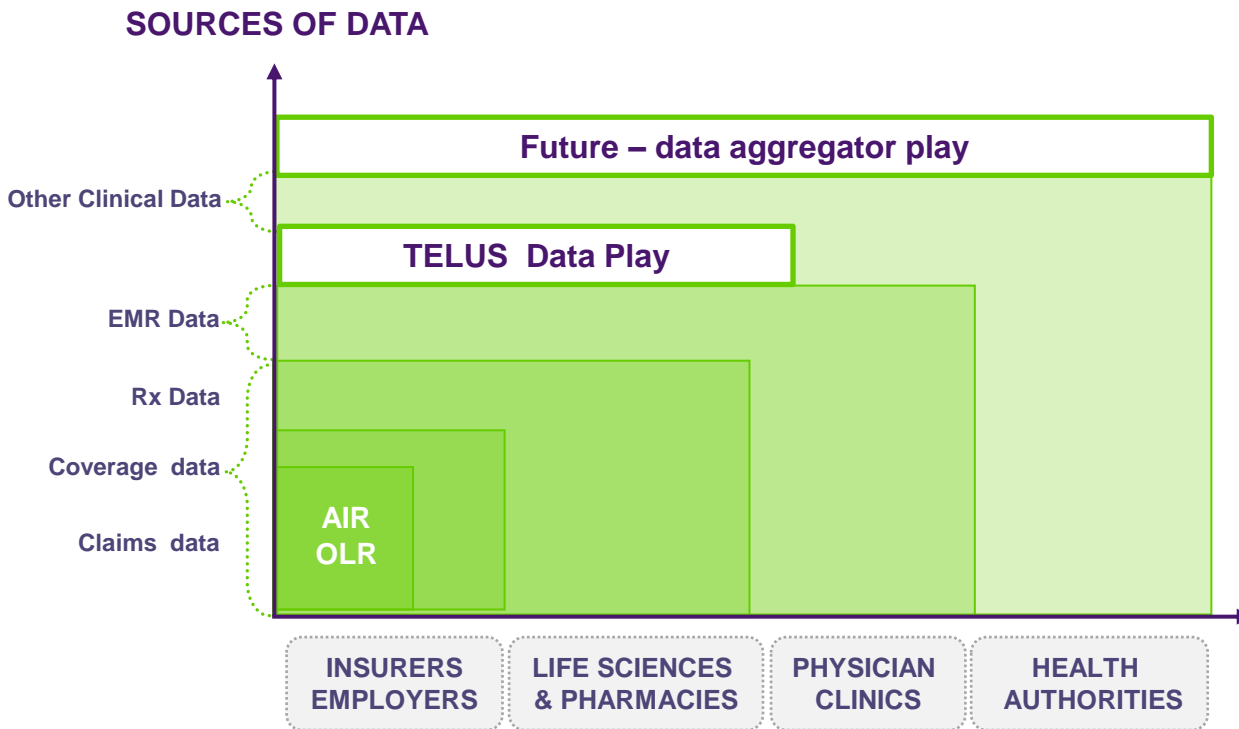 SOURCES OF DATA
Future – data aggregator play
Other Clinical Data
TELUS Data Play
EMR Data
Rx Data
Coverage data
Claims data
AIR
OLR
INSURERS
EMPLOYERS
LIFE SCIENCES
& PHARMACIES
PHYSICIAN
CLINICS
HEALTH
AUTHORITIES